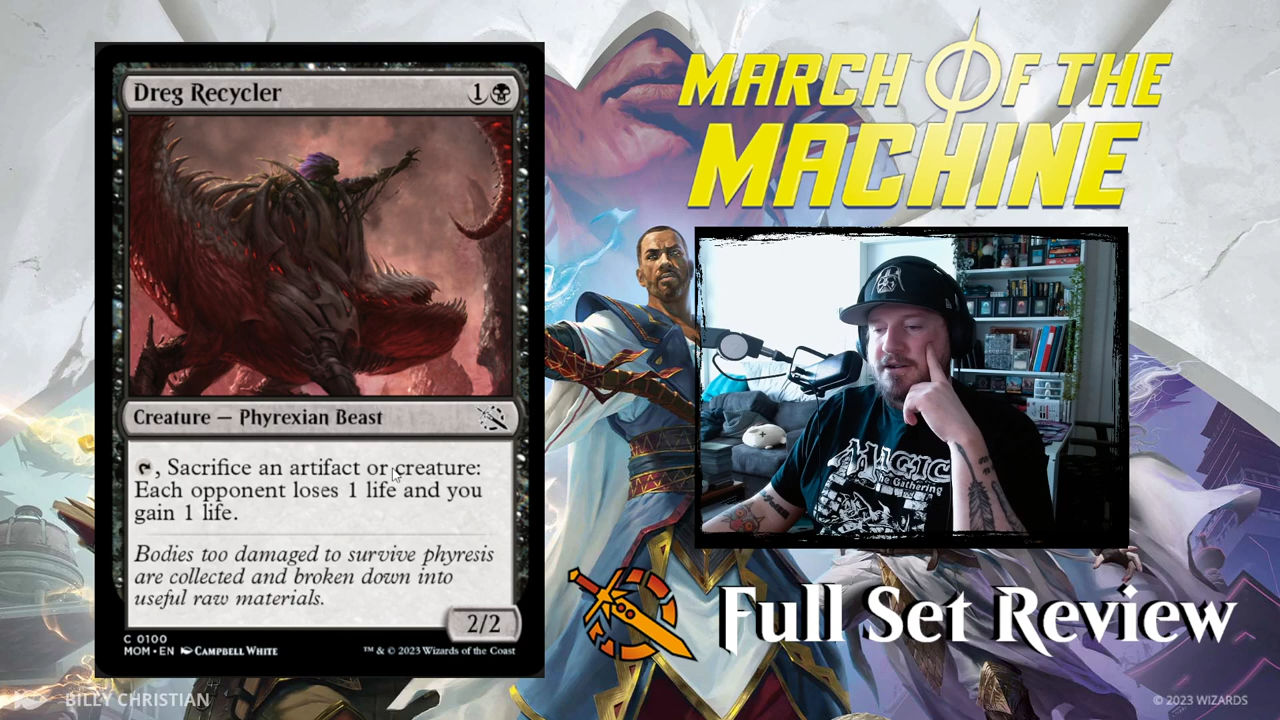 Dreg Recycler 1
Creature — Phyrexian Beast
, Sacrifice an artifact or creature:
Each opponent loses 1 life and you
gain 1 life.
Bodies too damaged to survive phyresis
are collected and broken down into
useful raw materials.
2/2
C 0100
MOM • EN CAMPBELL WHITE
™ & © 2023 Wizards of the Coast
MARCH OF THE
MACHINE
MAGIC
The Gathering
Full Set Review
BILLY CHRISTIAN
© 2023 WIZARDS